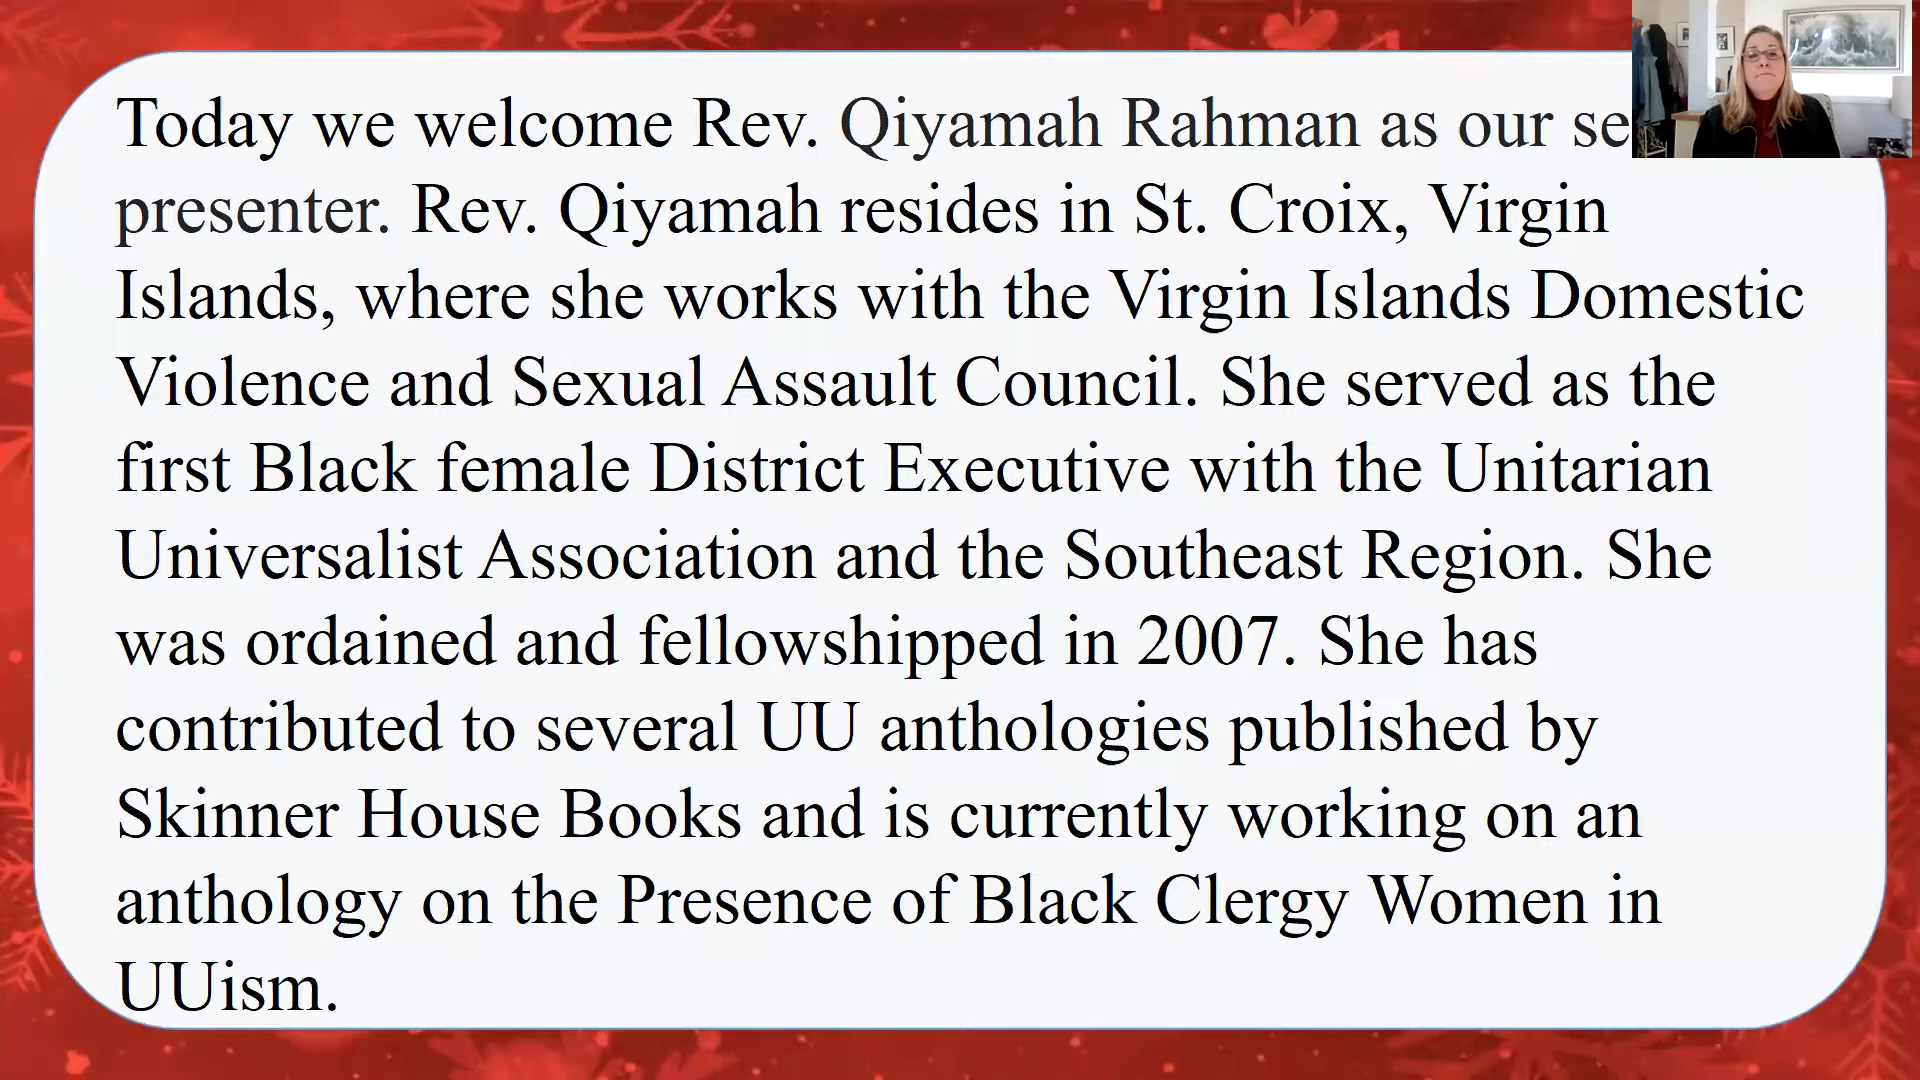 Today we welcome Rev. Qiyamah Rahman as our
presenter. Rev. Qiyamah resides in St. Croix, Virgin
Islands, where she works with the Virgin Islands Domestic
Violence and Sexual Assault Council. She served as the
first Black female District Executive with the Unitarian
Universalist Association and the Southeast Region. She
was ordained and fellowshipped in 2007. She has
contributed to several UU anthologies published by
Skinner House Books and is currently working on an
anthology on the Presence of Black Clergy Women in
UUism.